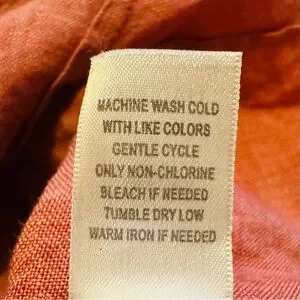 MACHINE WASH COLD
WITH LIKE COLORS
GENTLE CYCLE
ONLY NON-CHLORINE
BLEACH IF NEEDED
TUMBLE DRY LOW
WARM IRON IF NEEDED